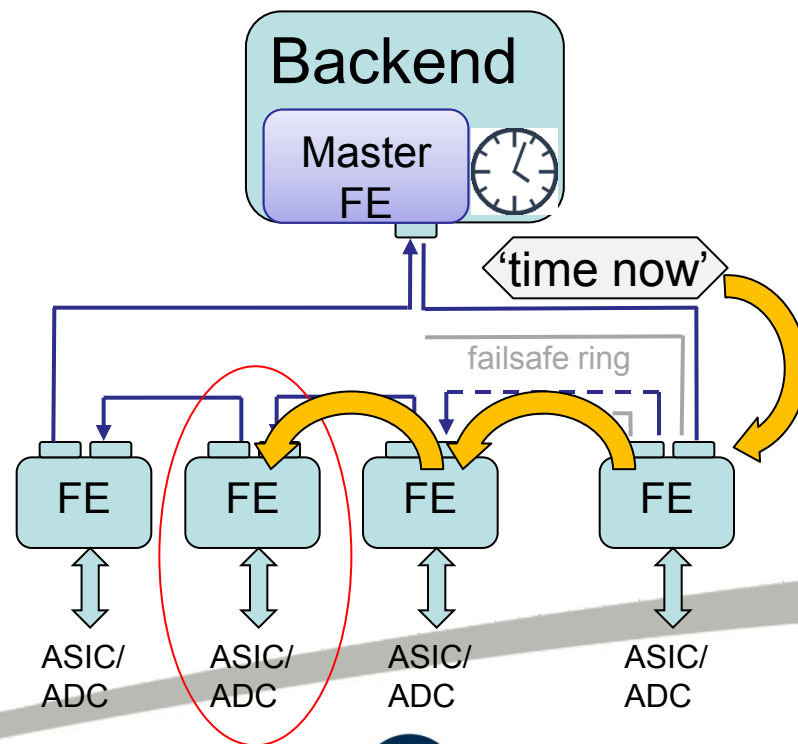 Backend
Master
FE
‘time now’
failsafe ring
FE
FE
FE
FE
ASIC/
ADC
ASIC/
ADC
ASIC/
ADC
ASIC/
ADC